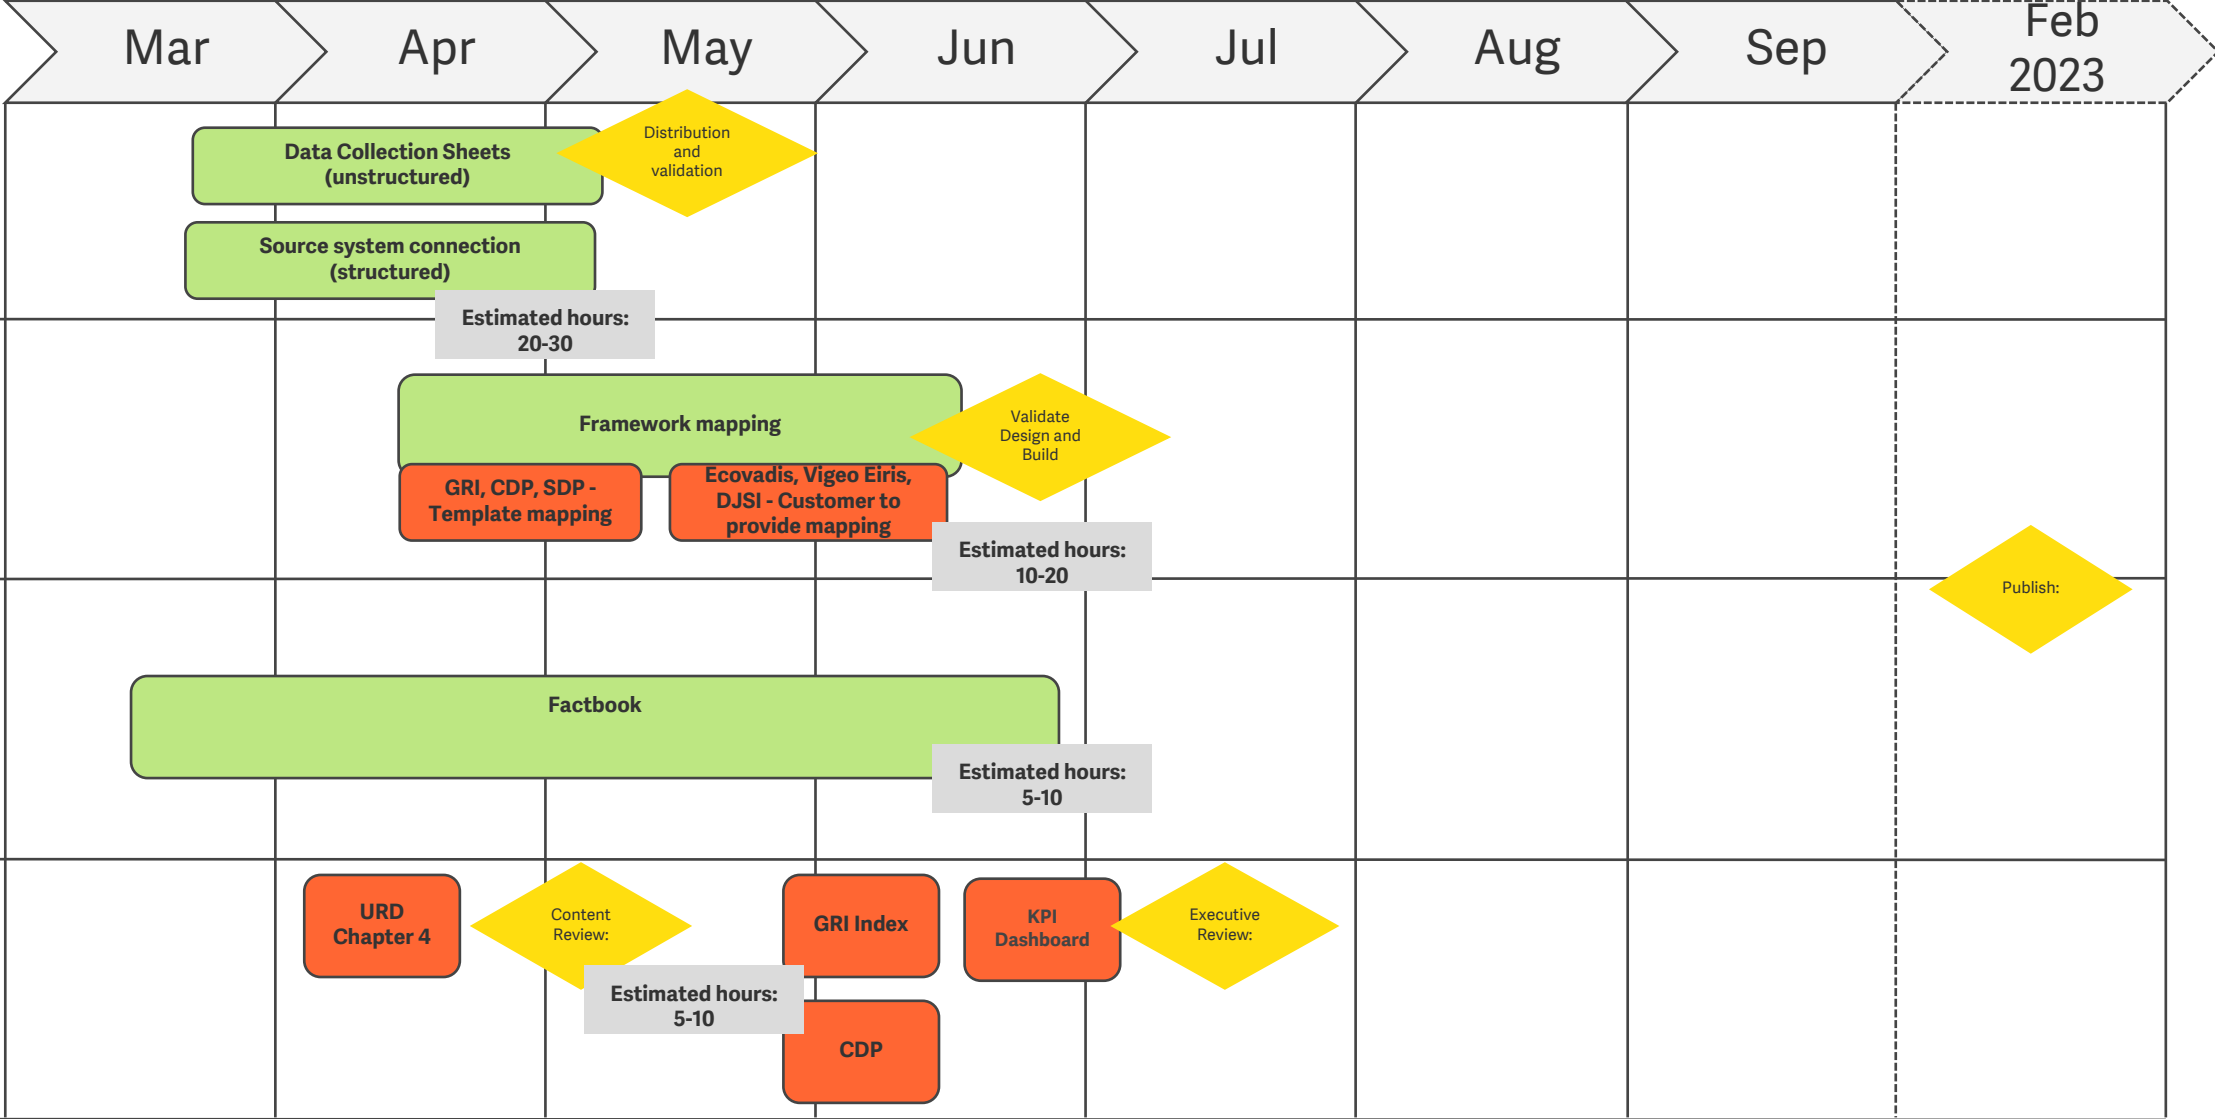 Mar
Apr
May
Jun
Jul
Aug
Sep
Feb
2023
Data Collection Sheets
(unstructured)
Distribution
and
validation
Source system connection
(structured)
Estimated hours:
20-30
Framework mapping
Validate
Design and
Build
GRI, CDP, SDP -
Template mapping
Ecovadis, Vigeo Eiris,
DJSI - Customer to
provide mapping
Estimated hours:
10-20
Publish:
Factbook
Estimated hours:
5-10
URD
Chapter 4
Content
Review:
GRI Index
KPI
Dashboard
Executive
Review:
Estimated hours:
5-10
CDP